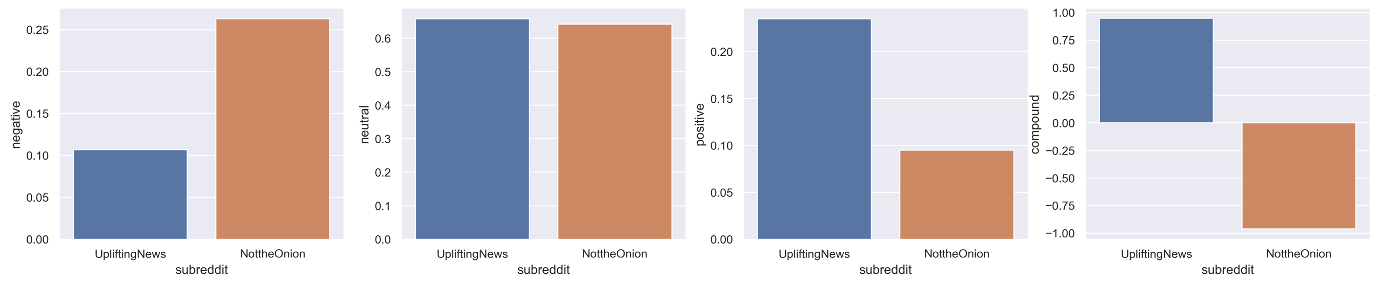 negative
0.25
0.20
0.15
0.10
0.05
0.00
UpliftingNews NottheOnion
subreddit
neutral
0.6
0.5
0.4
0.3
0.2
0.1
0.0
UpliftingNews NottheOnion
subreddit
positive
0.20
0.15
0.10
0.05
0.00
UpliftingNews NottheOnion
subreddit
compound
1.00
0.75
0.50
0.25
0.00
−0.25
−0.50
−0.75
−1.00
UpliftingNews NottheOnion
subreddit